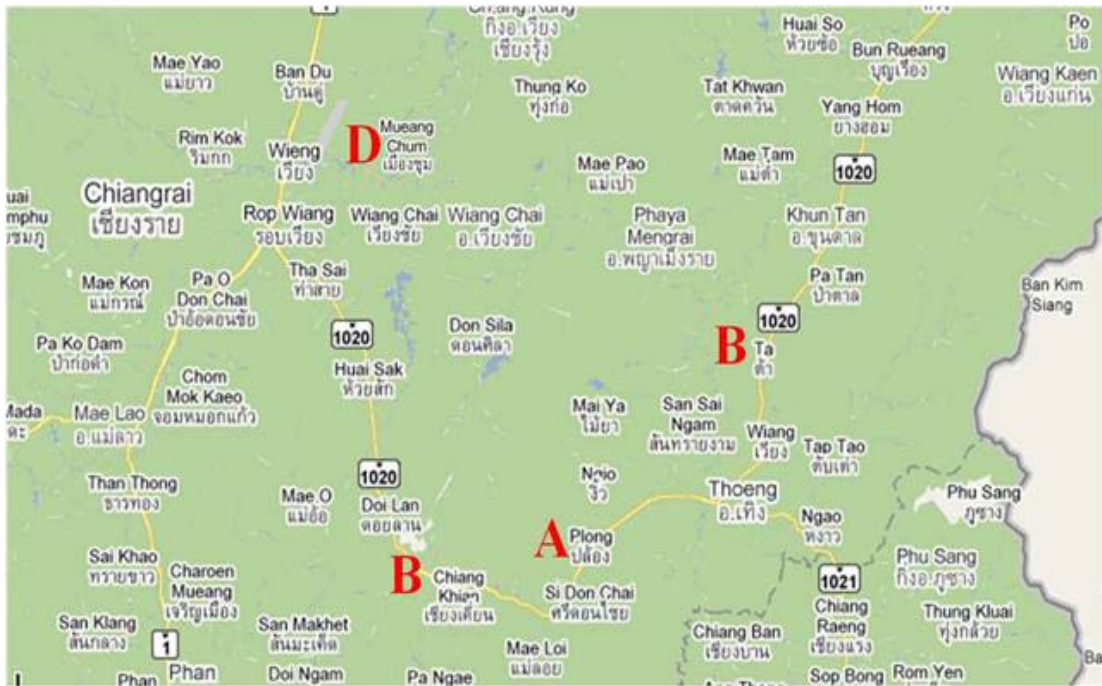 1
Chiang Rung
กิ่งอ.เวียง
เชียงรุ้ง
Huai So
ห้วยซ้อ
Po
ปอ
Mae Yao
แม่ยาว
Ban Du
บ้านดู่
Thung Ko
ทุ่งก่อ
Tat Khwan
ตาดควัน
Bun Rueang
บุญเรือง
Wiang Kaen
อ.เวียงแก่น
Yang Hom
ยางฮอม
Rim Kok
ริมกก
Wieng
เวียง
D
Mueang
Chum
เมืองชุม
Mae Pao
แม่เปา
Mae Tam
แม่ต๋ำ
1020
Chiangrai
เชียงราย
Rop Wiang
รอบเวียง
Wiang Chai
เวียงชัย
Wiang Chai
อ.เวียงชัย
Phaya
Mengrai
อ.พญาเม็งราย
Khun Tan
อ.ขุนตาล
Mae Kon
แม่กรณ์
Pa O
Don Chai
ป่าอ้อดอนชัย
Tha Sai
ท่าสาย
Pa Tan
ป่าตาล
Ban Kim
Siang
1020
Don Sila
ดอนศิลา
1020
B
Ta
ต้า
Pa Ko Dam
ป่าก่อดำ
Chom
Mok Kaeo
จอมหมอกแก้ว
Huai Sak
ห้วยสัก
Mae Lao
อ.แม่ลาว
Mai Ya
ไม้ยา
San Sai
Ngam
สันทรายงาม
Wiang
เวียง
Tap Tao
ตับเต่า
1020
Than Thong
ธารทอง
Mae O
แม่อ้อ
Doi Lan
ดอยลาน
Ngio
งิ้ว
Thoeng
อ.เทิง
Phu Sang
ภูซาง
A
Plong
ปล้อง
Ngao
หงาว
Sai Khao
ทรายขาว
Charoen
Mueang
เจริญเมือง
B
Chiang
Khian
เชียงเคี่ยน
Si Don Chai
ศรีดอนไชย
1021
Phu Sang
กิ่งอ.ภูซาง
San Klang
สันกลาง
San Makhet
สันมะเค็ด
Chiang Ban
เชียงบาน
Chiang
Raeng
เชียงแรง
Thung Kluai
ทุ่งกล้วย
1
Mae Loi
แม่ลอย
Phan
Phan
Doi Ngam
Pa Ngae
Sop Bong
Rom Yen